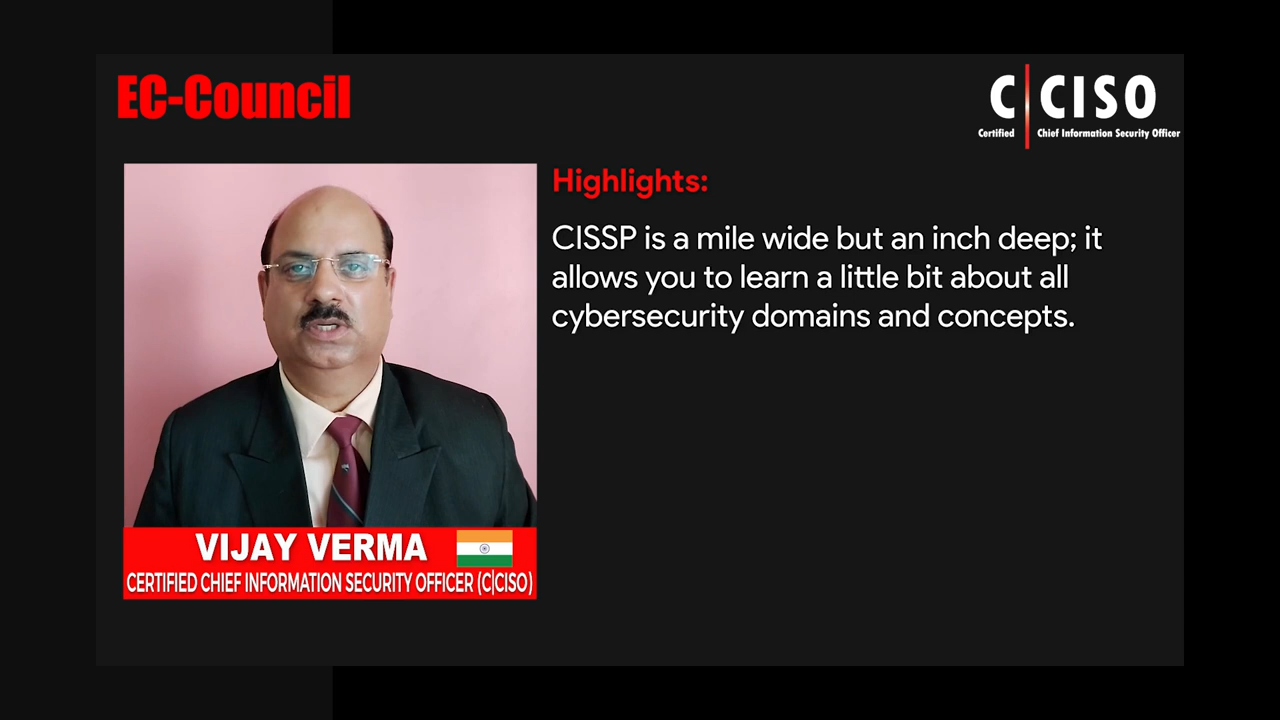 EC-Council
C|CISO
Certified Chief Information Security Officer
Highlights:
CISSP is a mile wide but an inch deep; it
allows you to learn a little bit about all
cybersecurity domains and concepts.
VIJAY VERMA
CERTIFIED CHIEF INFORMATION SECURITY OFFICER (C|CISO)